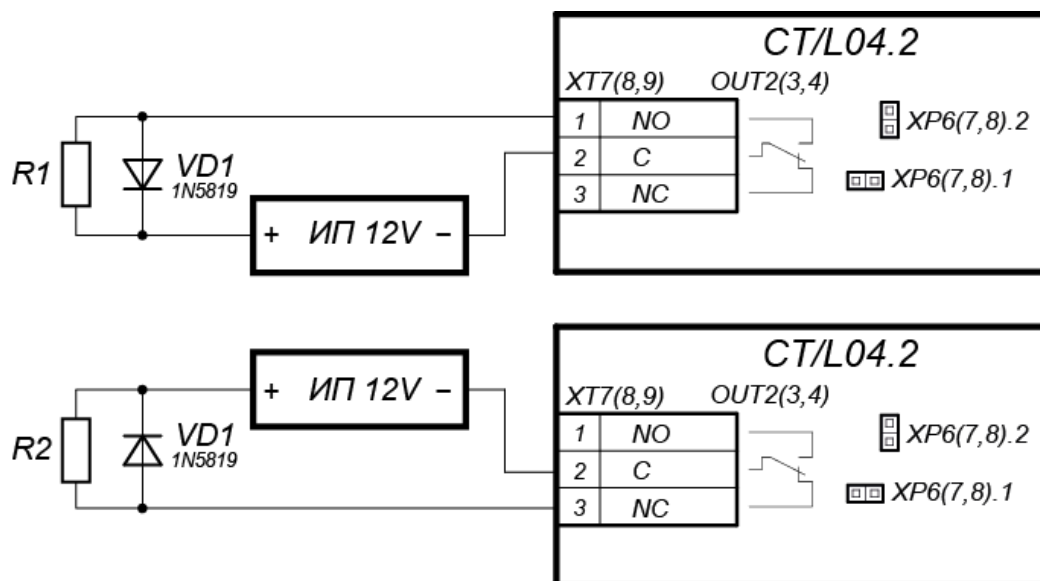 CT/L04.2
XT7(8,9) OUT2(3,4)
1 NO
2 C
3 NC
XP6(7,8).2
XP6(7,8).1
R1
VD1
1N5819
+ ИП 12V −
CT/L04.2
XT7(8,9) OUT2(3,4)
1 NO
2 C
3 NC
XP6(7,8).2
XP6(7,8).1
+ ИП 12V −
R2
VD1
1N5819